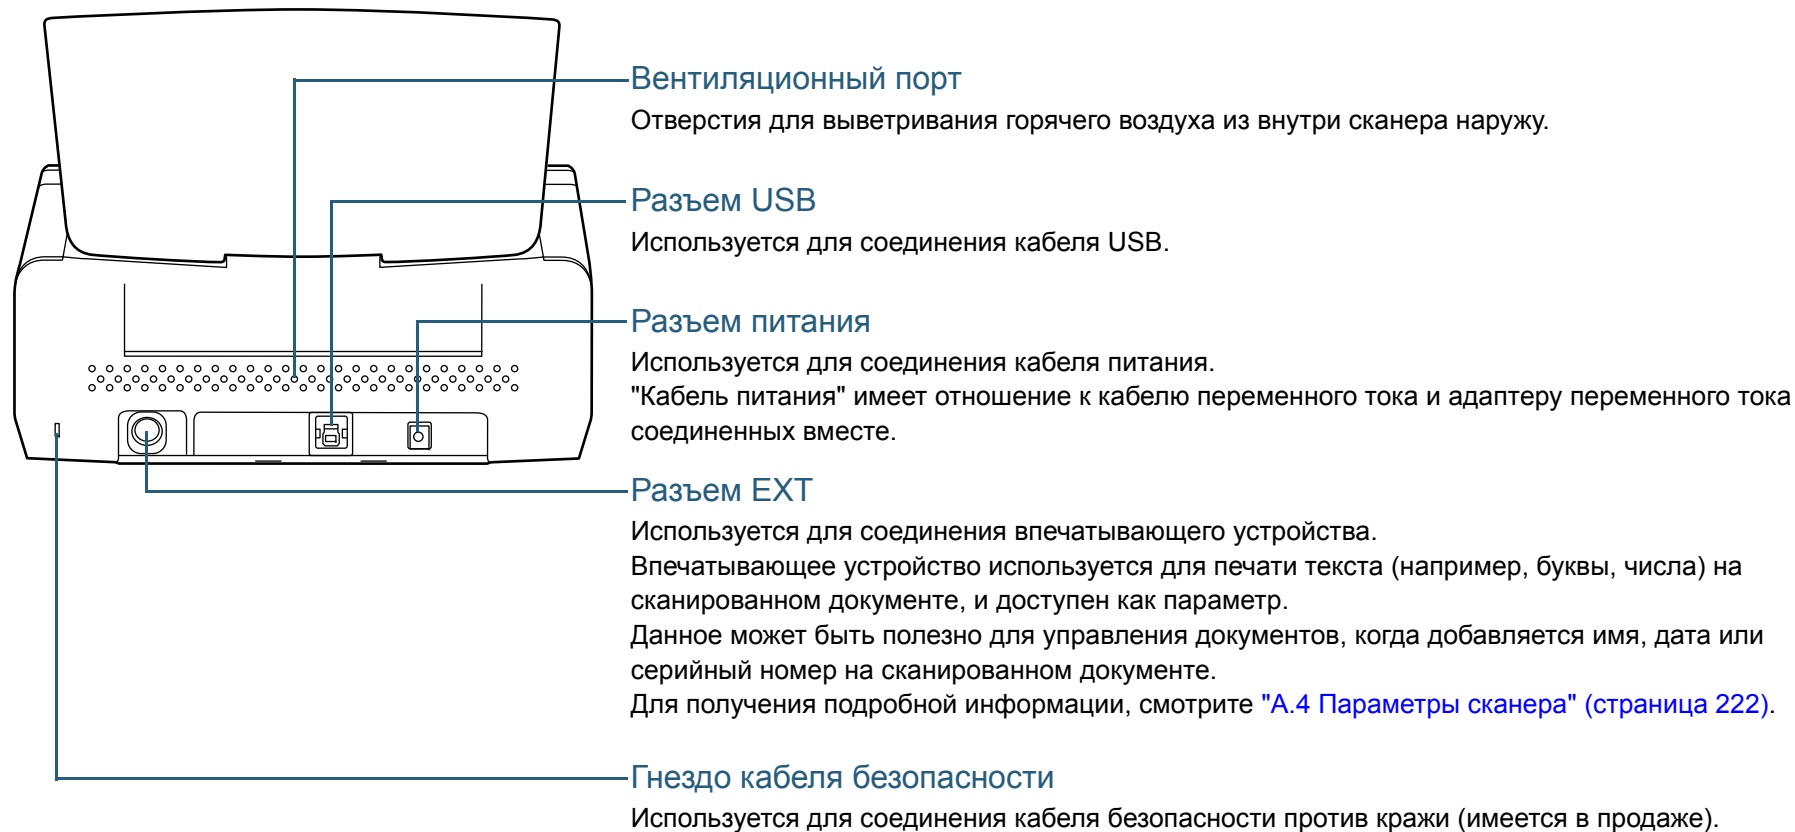 Вентиляционный порт
Отверстия для выветривания горячего воздуха из внутри сканера наружу.
Разъем USB
Используется для соединения кабеля USB.
Разъем питания
Используется для соединения кабеля питания.
"Кабель питания" имеет отношение к кабелю переменного тока и адаптеру переменного тока
соединенных вместе.
Разъем EXT
Используется для соединения впечатывающего устройства.
Впечатывающее устройство используется для печати текста (например, буквы, числа) на
сканированном документе, и доступен как параметр.
Данное может быть полезно для управления документов, когда добавляется имя, дата или
серийный номер на сканированном документе.
Для получения подробной информации, смотрите "A.4 Параметры сканера" (страница 222).
Гнездо кабеля безопасности
Используется для соединения кабеля безопасности против кражи (имеется в продаже).